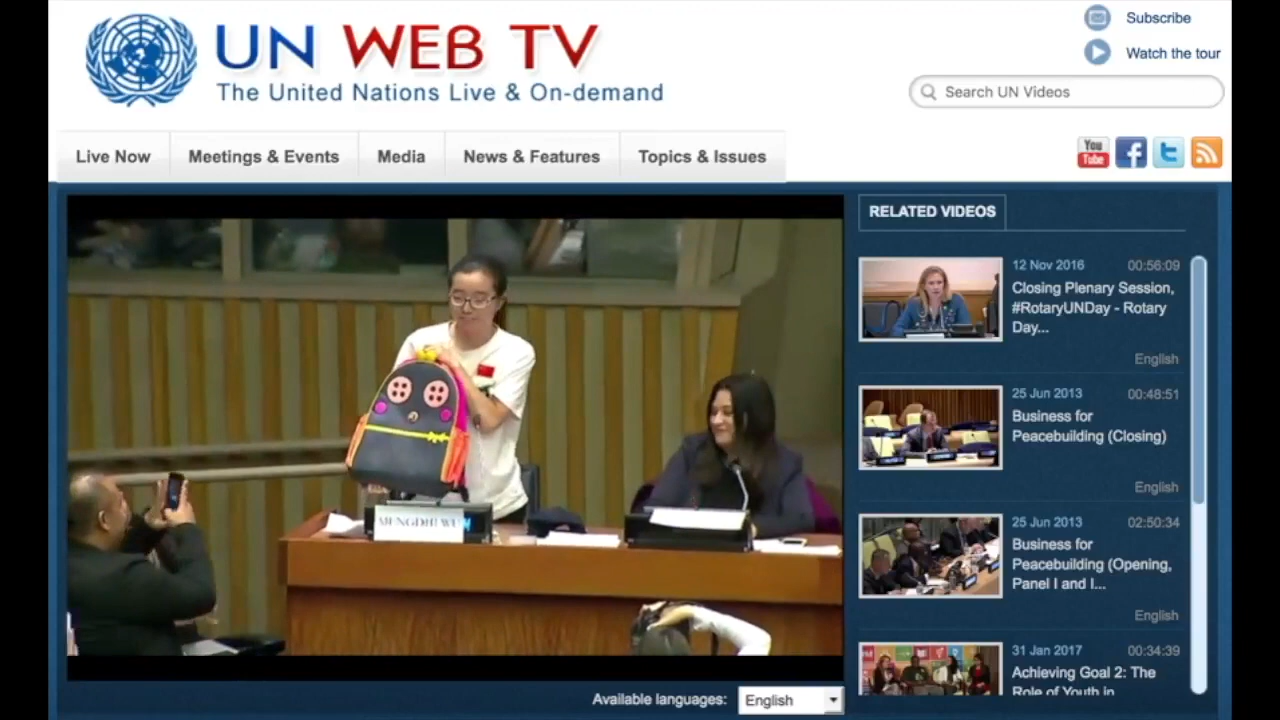 UN WEB TV
The United Nations Live & On-demand
Subscribe
Watch the tour
Search UN Videos
Live Now
Meetings & Events
Media
News & Features
Topics & Issues
You
Tube
RELATED VIDEOS
12 Nov 2016 00:56:09
Closing Plenary Session,
#RotaryUNDay - Rotary
Day...
English
25 Jun 2013 00:48:51
Business for
Peacebuilding (Closing)
English
25 Jun 2013 02:50:34
Business for
Peacebuilding (Opening,
Panel I and I...
English
31 Jan 2017 00:34:39
Achieving Goal 2: The
Role of Youth in
MENGDHI WU
Available languages: English